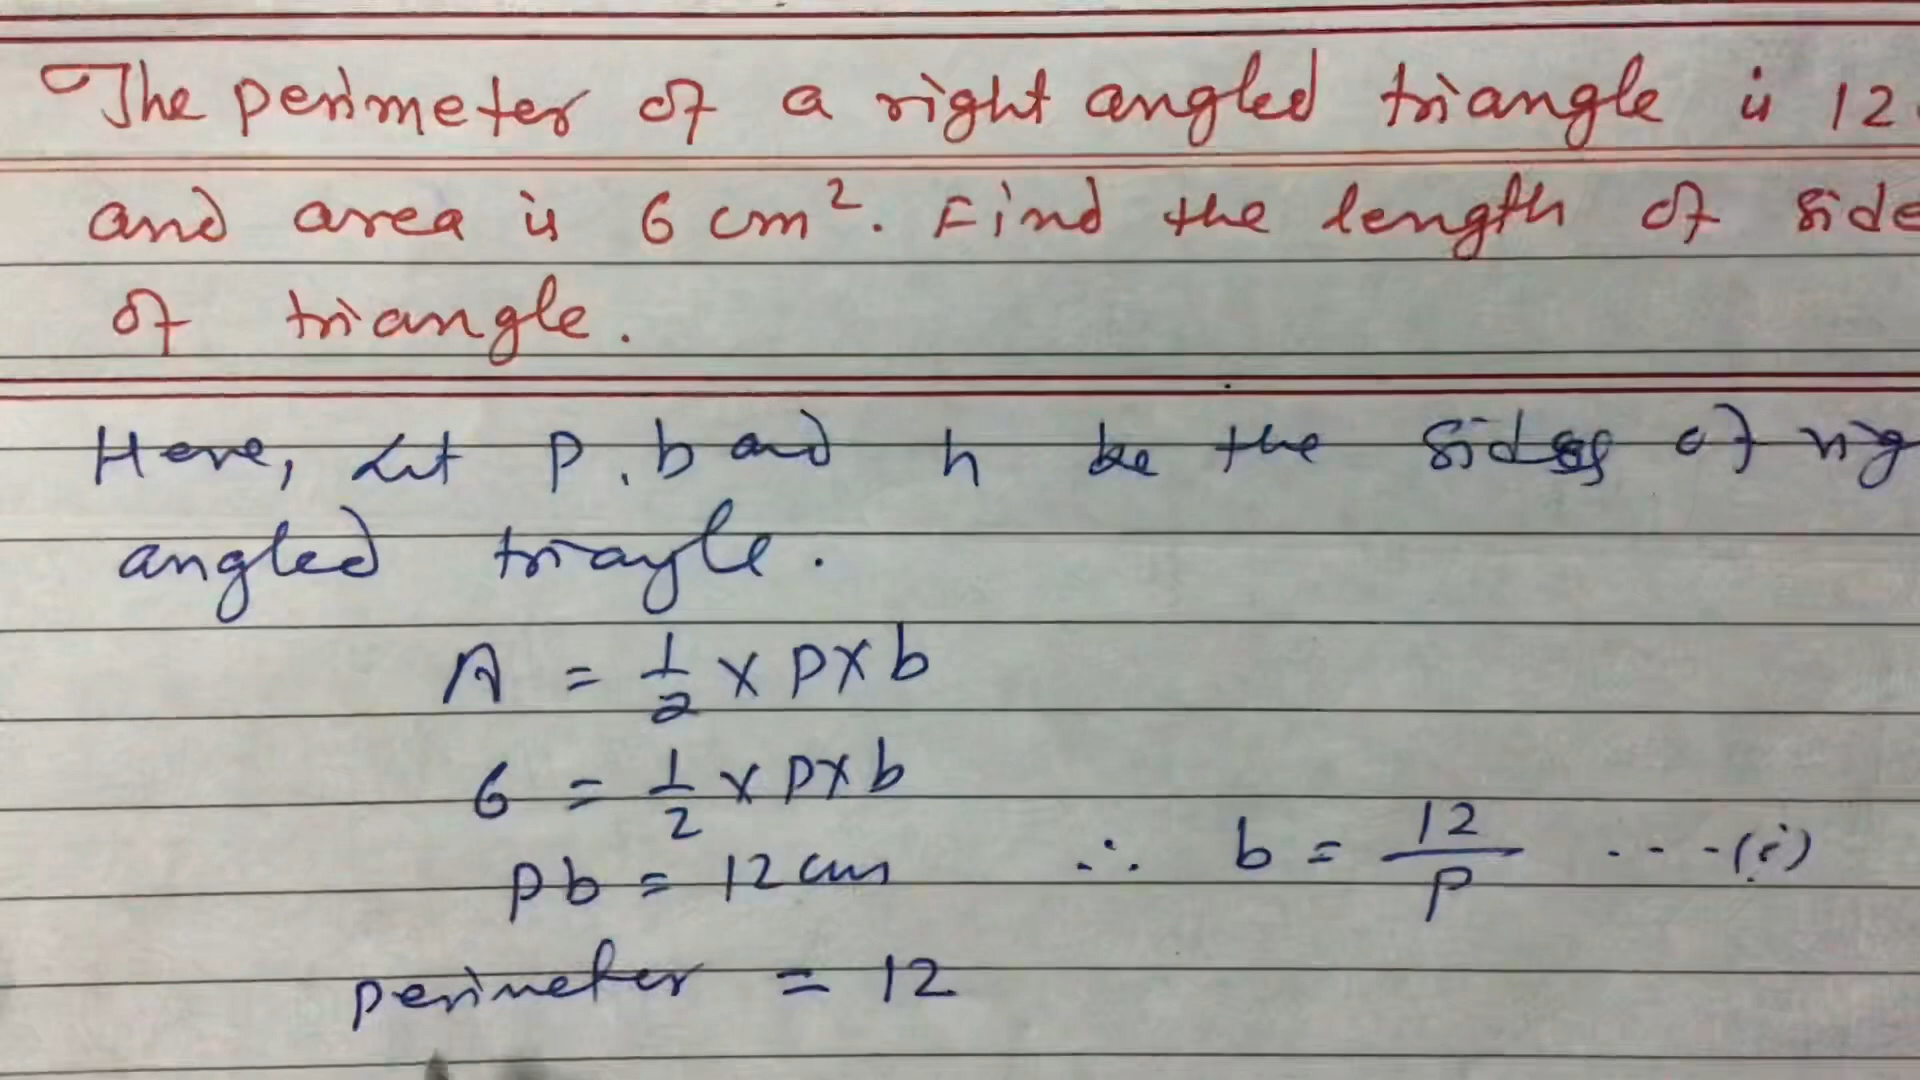 The perimeter of a right angled triangle is 12
and area is 6 cm². Find the length of side
of triangle.
Here, Let P, b and h be the sides of rig
angled triangle.
A = 1/2 × P × b
6 = 1/2 × P × b
Pb = 12 cm ∴ b = 12/P ----(i)
perimeter = 12